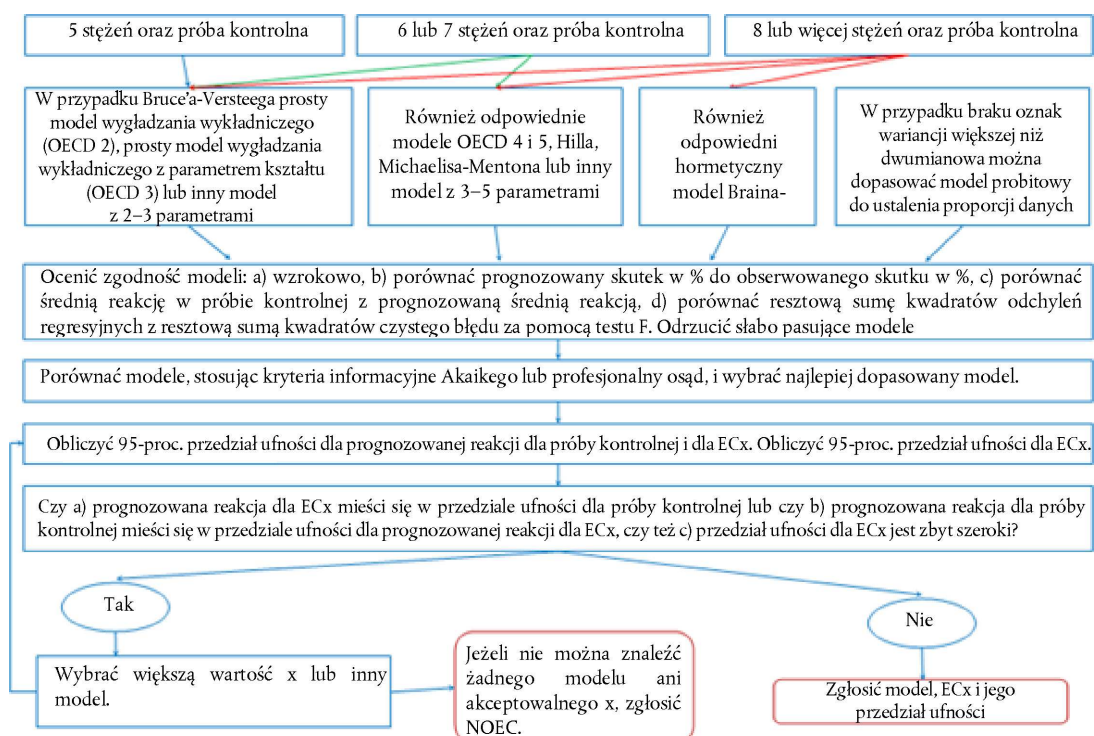 5 stężeń oraz próba kontrolna
6 lub 7 stężeń oraz próba kontrolna
8 lub więcej stężeń oraz próba kontrolna
W przypadku Bruce'a-Versteega prosty
model wygładzania wykładniczego
(OECD 2), prosty model wygładzania
wykładniczego z parametrem kształtu
(OECD 3) lub inny model
z 2–3 parametrami
Również odpowiednie
modele OECD 4 i 5, Hilla,
Michaelisa-Mentona lub inny
model z 3–5 parametrami
Również
odpowiedni
hormetyczny
model Braina-
W przypadku braku oznak
wariancji większej niż
dwumianowa można
dopasować model probitowy
do ustalenia proporcji danych
Ocenić zgodność modeli: a) wzrokowo, b) porównać prognozowany skutek w % do obserwowanego skutku w %, c) porównać
średnią reakcję w próbie kontrolnej z prognozowaną średnią reakcją, d) porównać resztową sumę kwadratów odchyleń
regresyjnych z resztową sumą kwadratów czystego błędu za pomocą testu F. Odrzucić słabo pasujące modele
Porównać modele, stosując kryteria informacyjne Akaikego lub profesjonalny osąd, i wybrać najlepiej dopasowany model.
Obliczyć 95-proc. przedział ufności dla prognozowanej reakcji dla próby kontrolnej i dla ECx. Obliczyć 95-proc. przedział ufności dla ECx.
Czy a) prognozowana reakcja dla ECx mieści się w przedziale ufności dla próby kontrolnej lub czy b) prognozowana reakcja dla próby
kontrolnej mieści się w przedziale ufności dla prognozowanej reakcji dla ECx, czy też c) przedział ufności dla ECx jest zbyt szeroki?
Tak
Nie
Wybrać większą wartość x lub inny
model.
Jeżeli nie można znaleźć
żadnego modelu ani
akceptowalnego x, zgłosić
NOEC.
Zgłosić model, ECx i jego
przedział ufności